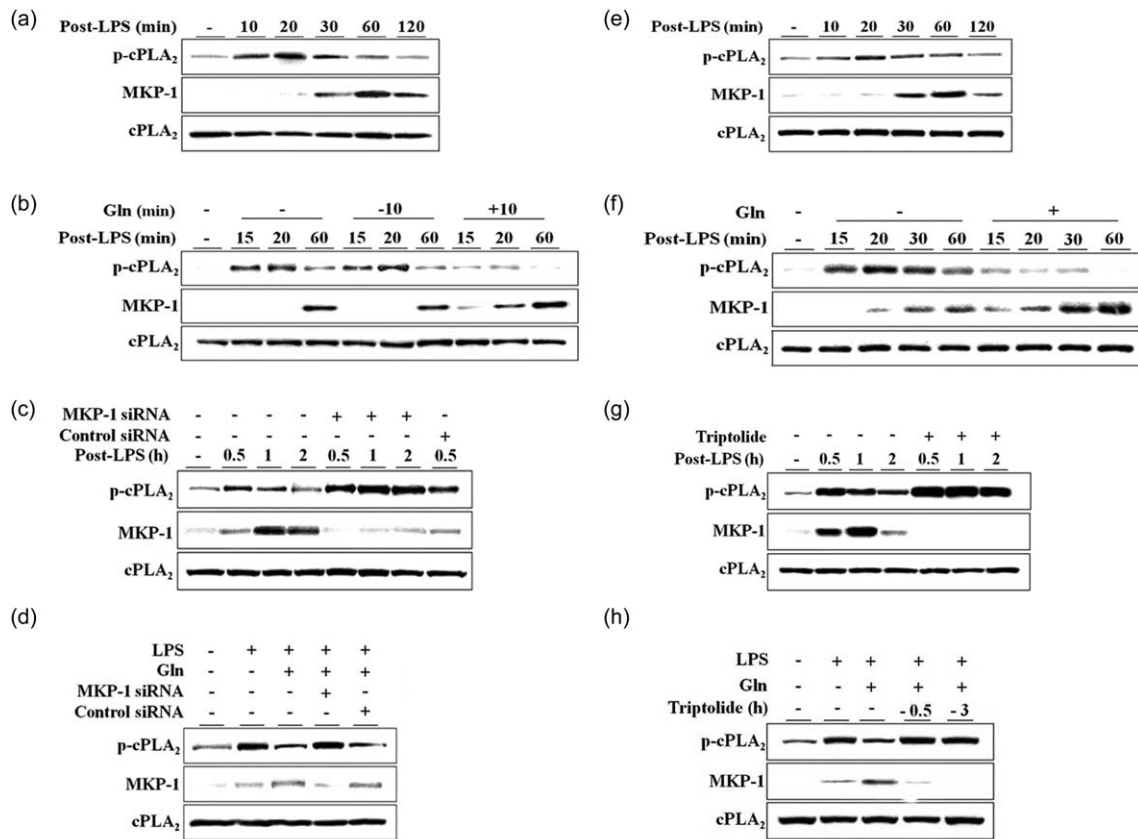 (a)
Post-LPS (min) - 10 20 30 60 120
p-cPLA₂
MKP-1
cPLA₂
(b)
Gln (min) - - -10 +10
Post-LPS (min) - 15 20 60 15 20 60 15 20 60
p-cPLA₂
MKP-1
cPLA₂
(c)
MKP-1 siRNA - - - - + + + -
Control siRNA - - - - - - - +
Post-LPS (h) - 0.5 1 2 0.5 1 2 0.5
p-cPLA₂
MKP-1
cPLA₂
(d)
LPS - + + + +
Gln - - + + +
MKP-1 siRNA - - - + -
Control siRNA - - - - +
p-cPLA₂
MKP-1
cPLA₂
(e)
Post-LPS (min) - 10 20 30 60 120
p-cPLA₂
MKP-1
cPLA₂
(f)
Gln - - +
Post-LPS (min) - 15 20 30 60 15 20 30 60
p-cPLA₂
MKP-1
cPLA₂
(g)
Triptolide - - - - + + +
Post-LPS (h) - 0.5 1 2 0.5 1 2
p-cPLA₂
MKP-1
cPLA₂
(h)
LPS - + + + +
Gln - - + + +
Triptolide (h) - - - - 0.5 - 3
p-cPLA₂
MKP-1
cPLA₂